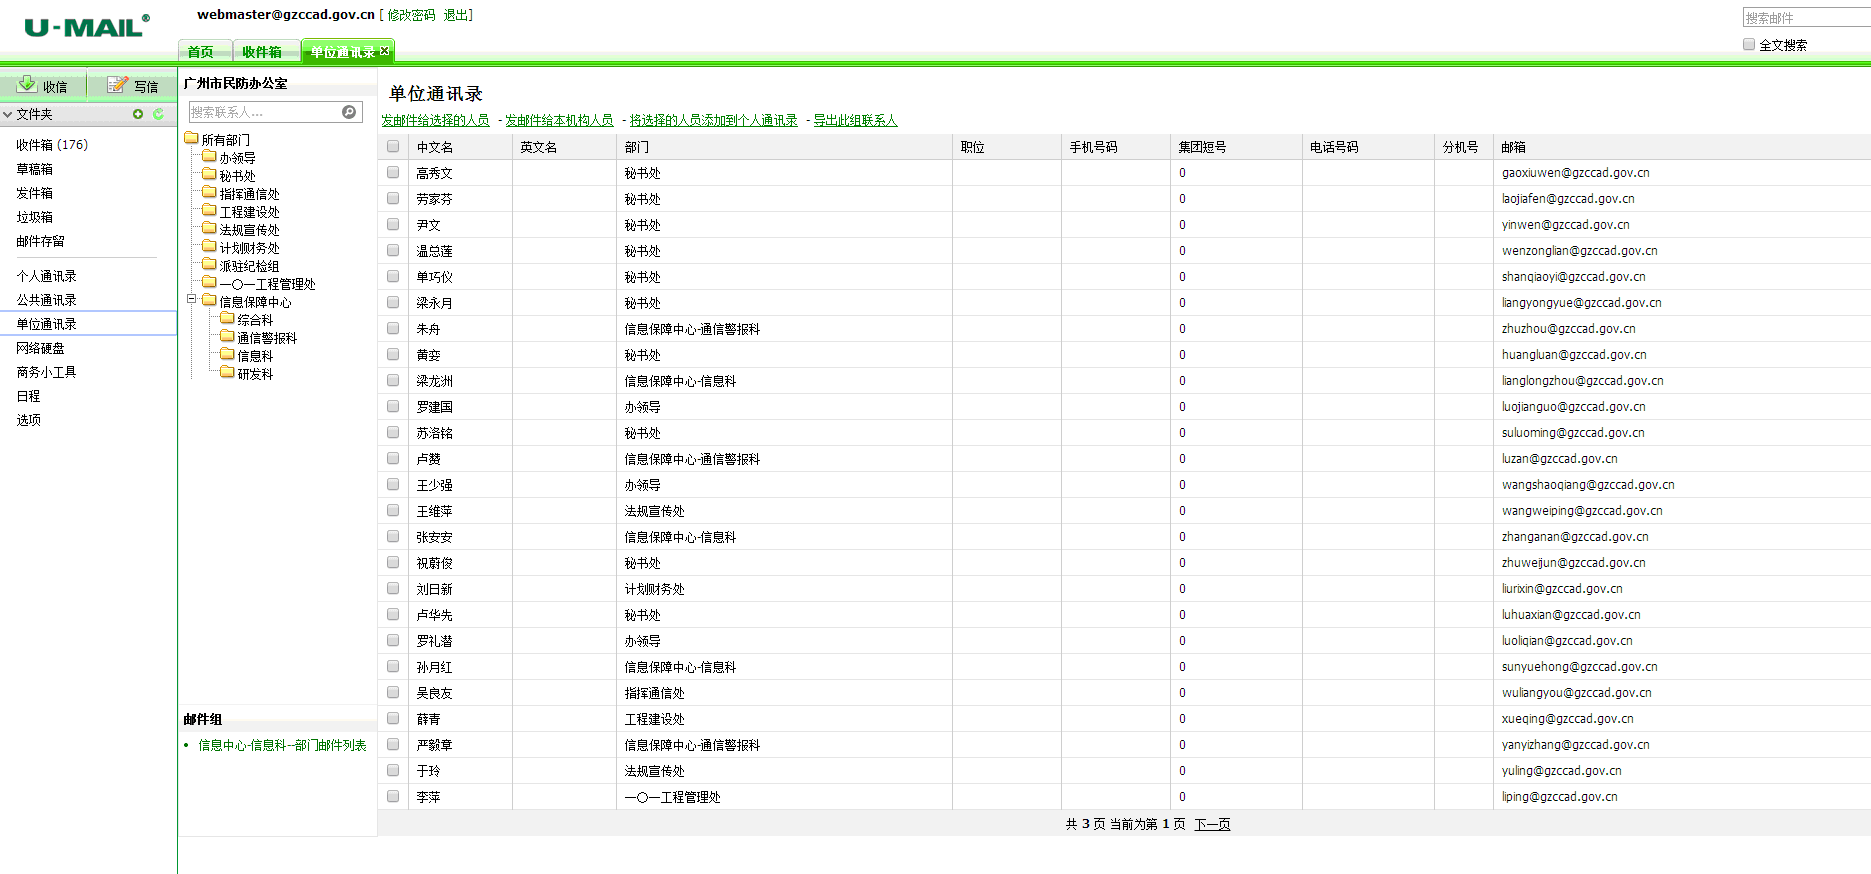 U-MAIL®
webmaster@gzccad.gov.cn [ 修改密码 退出]
搜索邮件
全文搜索
首页 收件箱 单位通讯录
收信 写信
文件夹
收件箱 (176)
草稿箱
发件箱
垃圾箱
邮件存留
个人通讯录
公共通讯录
单位通讯录
网络硬盘
商务小工具
日程
选项
广州市民防办公室
搜索联系人...
所有部门
办领导
秘书处
指挥通信处
工程建设处
法规宣传处
计划财务处
派驻纪检组
一〇一工程管理处
信息保障中心
综合科
通信警报科
信息科
研发科
邮件组
信息中心-信息科--部门邮件列表
单位通讯录
发邮件给选择的人员 - 发邮件给本机构人员 - 将选择的人员添加到个人通讯录 - 导出此组联系人
中文名 英文名 部门 职位 手机号码 集团短号 电话号码 分机号 邮箱
高秀文 秘书处 0 gaoxiuwen@gzccad.gov.cn
劳家芬 秘书处 0 laojiafen@gzccad.gov.cn
尹文 秘书处 0 yinwen@gzccad.gov.cn
温总莲 秘书处 0 wenzonglian@gzccad.gov.cn
单巧仪 秘书处 0 shanqiaoyi@gzccad.gov.cn
梁永月 秘书处 0 liangyongyue@gzccad.gov.cn
朱舟 信息保障中心-通信警报科 0 zhuzhou@gzccad.gov.cn
黄娈 秘书处 0 huangluan@gzccad.gov.cn
梁龙洲 信息保障中心-信息科 0 lianglongzhou@gzccad.gov.cn
罗建国 办领导 0 luojianguo@gzccad.gov.cn
苏洛铭 秘书处 0 suluoming@gzccad.gov.cn
卢赞 信息保障中心-通信警报科 0 luzan@gzccad.gov.cn
王少强 办领导 0 wangshaoqiang@gzccad.gov.cn
王维萍 法规宣传处 0 wangweiping@gzccad.gov.cn
张安安 信息保障中心-信息科 0 zhanganan@gzccad.gov.cn
祝蔚俊 秘书处 0 zhuweijun@gzccad.gov.cn
刘日新 计划财务处 0 liurixin@gzccad.gov.cn
卢华先 秘书处 0 luhuaxian@gzccad.gov.cn
罗礼潜 办领导 0 luoliqian@gzccad.gov.cn
孙月红 信息保障中心-信息科 0 sunyuehong@gzccad.gov.cn
吴良友 指挥通信处 0 wuliangyou@gzccad.gov.cn
薛青 工程建设处 0 xueqing@gzccad.gov.cn
严毅章 信息保障中心-通信警报科 0 yanyizhang@gzccad.gov.cn
于玲 法规宣传处 0 yuling@gzccad.gov.cn
李萍 一〇一工程管理处 0 liping@gzccad.gov.cn
共 3 页 当前为第 1 页 下一页